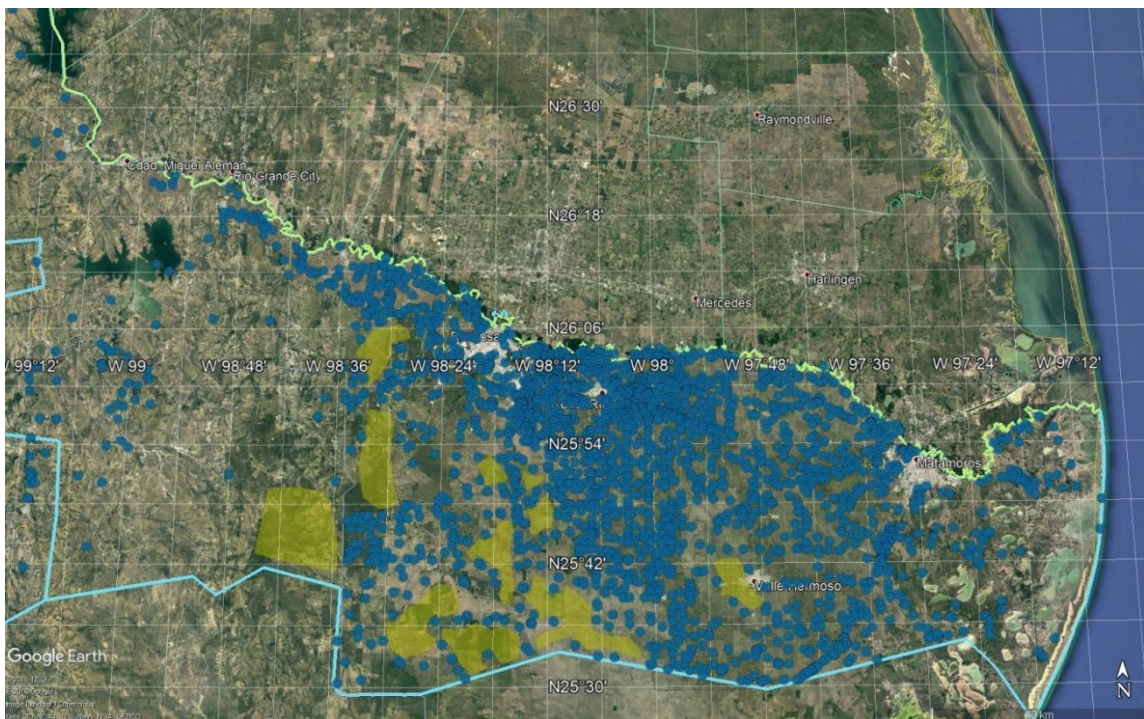 N26°30'
Raymondville
Cdad. Miguel Aleman
Rio Grande City
N26°18'
Harlingen
Mercedes
N26°06'
W 99°12' W 99° W 98°48' W 98°36' W 98°24' W 98°12' W 98° W 97°48' W 97°36' W 97°24' W 97°12'
N25°54'
Matamoros
N25°42'
Google Earth
N25°30'
N
40 km